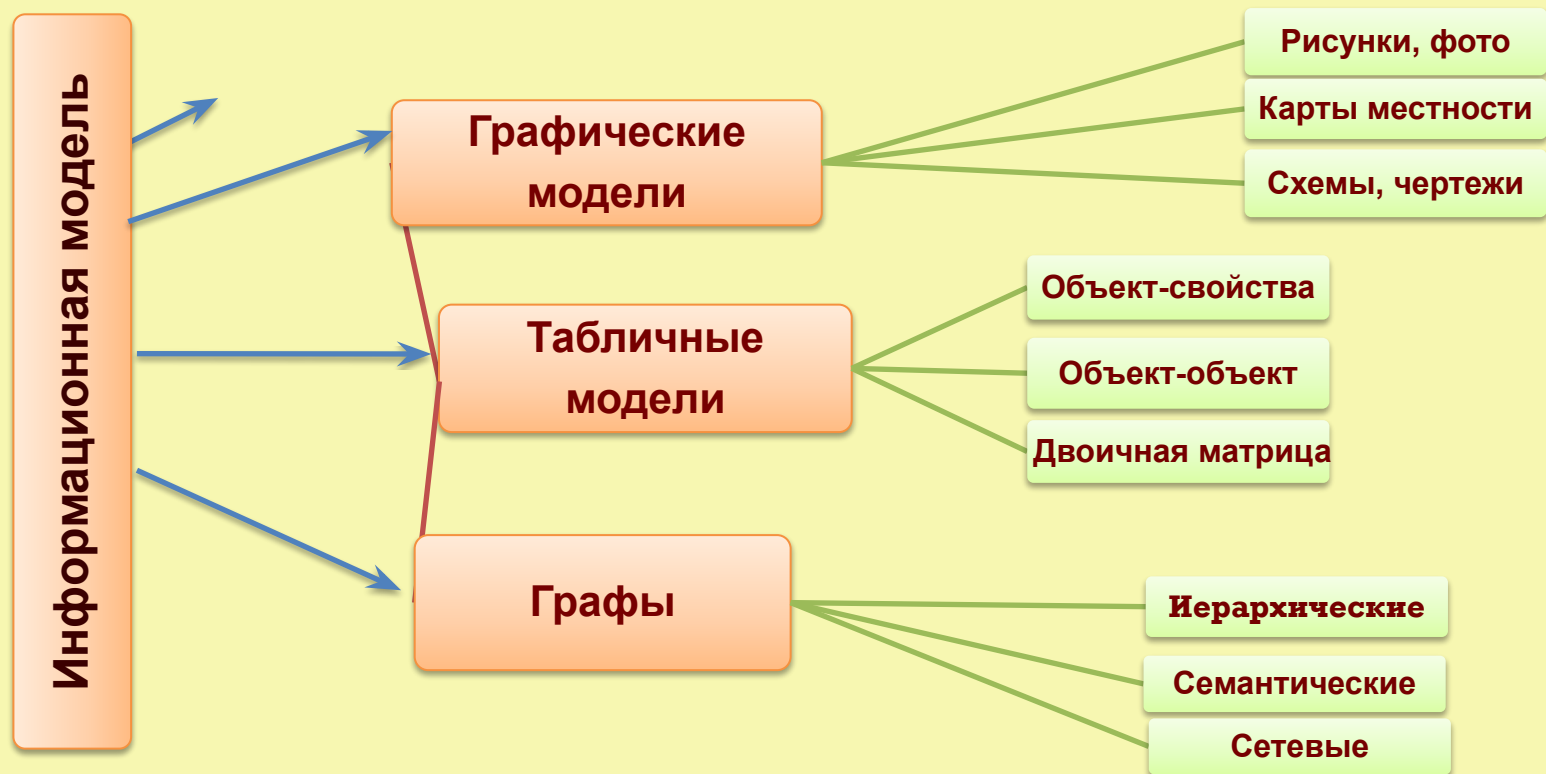 Информационная модель
Графические
модели
Рисунки, фото
Карты местности
Схемы, чертежи
Табличные
модели
Объект-свойства
Объект-объект
Двоичная матрица
Графы
Иерархические
Семантические
Сетевые